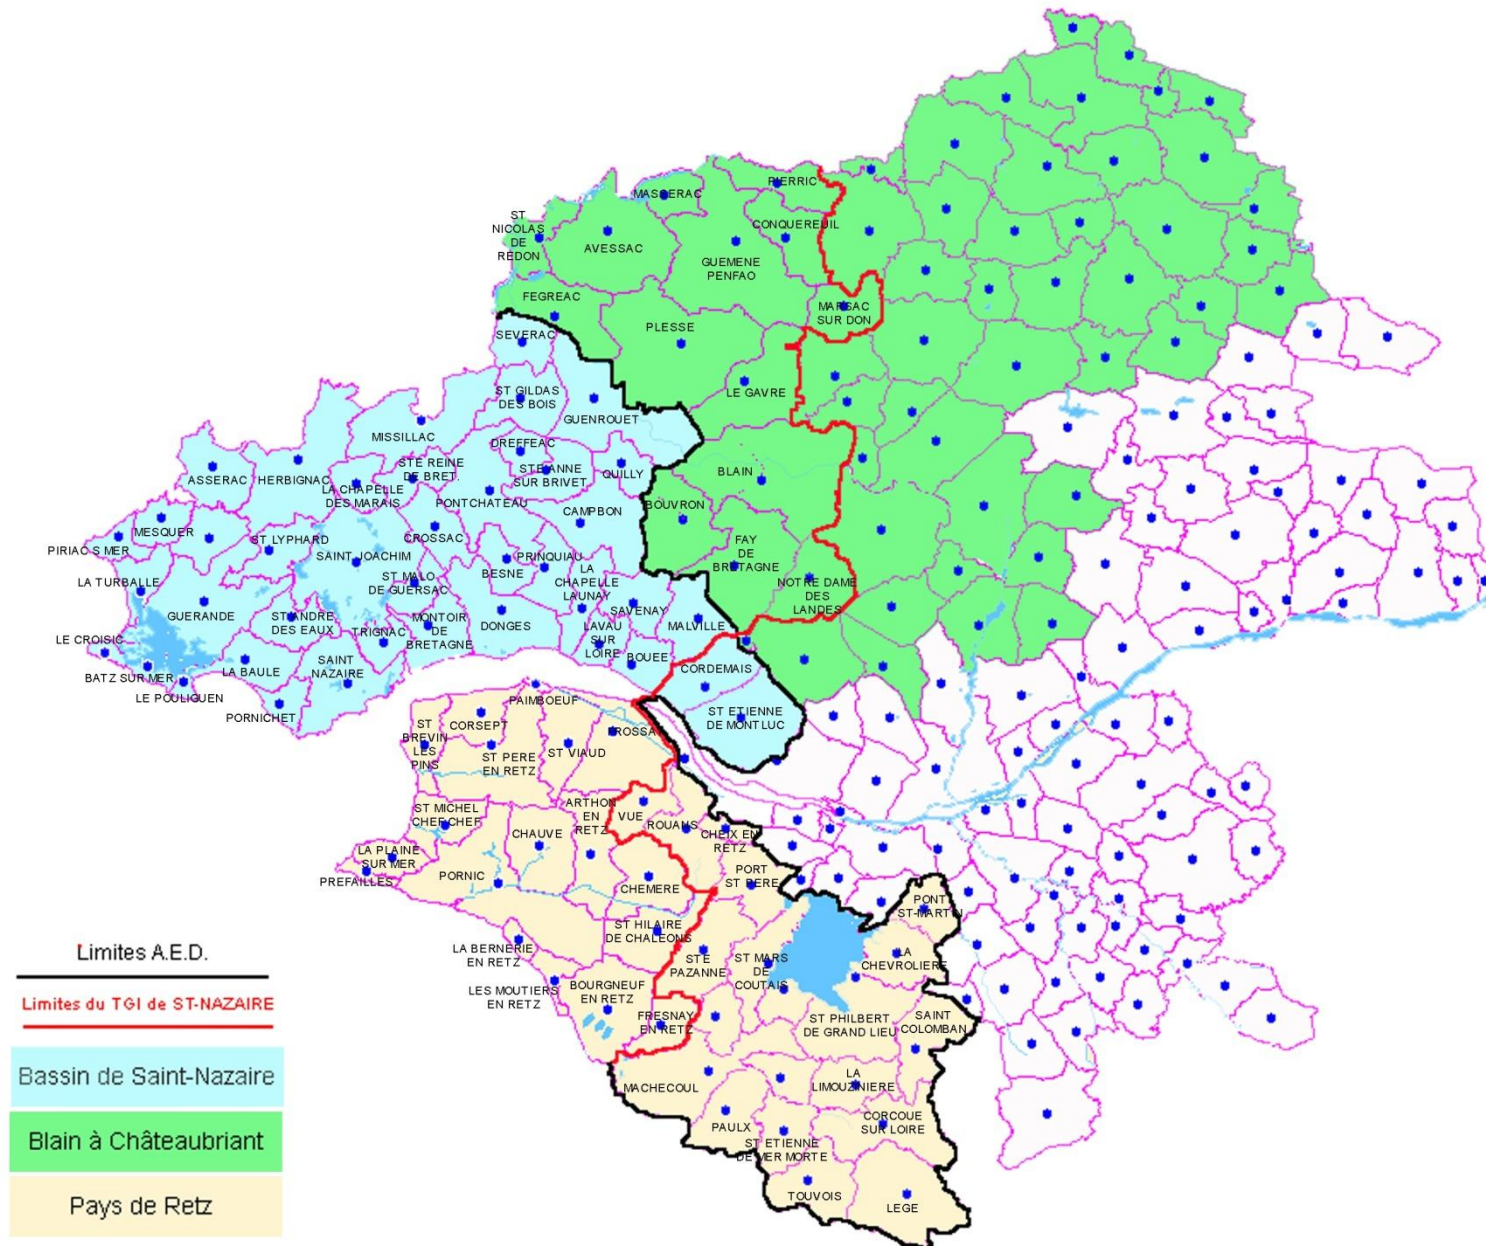 PIERRIC
MASSERAC
ST
NICOLAS
DE
REDON
CONQUEREUIL
AVESSAC
GUEMENE
PENFAO
FEGREAC
MARSAC
SUR DON
PLESSE
SEVERAC
LE GAVRE
ST GILDAS
DES BOIS
GUENROUET
MISSILLAC
DREFFEAC
STE REINE
DE BRET.
STE ANNE
SUR BRIVET
QUILLY
BLAIN
ASSERAC
HERBIGNAC
LA CHAPELLE
DES MARAIS
PONTCHATEAU
BOUVRON
CAMPBON
MESQUER
PIRIAC S MER
ST LYPHARD
CROSSAC
SAINT JOACHIM
PRINQUIAU
BESNE
LA
CHAPELLE
LAUNAY
FAY
DE
BRETAGNE
NOTRE DAME
DES
LANDES
LA TURBALLE
ST MALO
DE GUERSAC
GUERANDE
ST ANDRE
DES EAUX
TRIGNAC
MONTOIR
DE
BRETAGNE
DONGES
SAVENAY
LAVAU
SUR
LOIRE
MALVILLE
LE CROISIC
BATZ SUR MER
LE POULIGUEN
LA BAULE
SAINT
NAZAIRE
BOUEE
CORDEMAIS
PORNICHET
ST ETIENNE
DE MONTLUC
PAIMBOEUF
ST
BREVIN
LES
PINS
CORSEPT
ST PERE
EN RETZ
ST VIAUD
FROSSAY
ST MICHEL
CHEF CHEF
ARTHON
EN
RETZ
VUE
ROUANS
CHEIX EN
RETZ
CHAUVE
LA PLAINE
SUR MER
PREFAILLES
PORNIC
CHEMERE
PORT
ST PERE
PONT
ST-MARTIN
ST HILAIRE
DE CHALEONS
LA BERNERIE
EN RETZ
LES MOUTIERS
EN RETZ
BOURGNEUF
EN RETZ
STE
PAZANNE
ST MARS
DE
COUTAIS
LA
CHEVROLIERE
FRESNAY
EN RETZ
ST PHILBERT
DE GRAND LIEU
SAINT
COLOMBAN
MACHECOUL
LA
LIMOUZINIERE
PAULX
CORCOUE
SUR LOIRE
ST ETIENNE
DE MER MORTE
TOUVOIS
LEGE
Limites A.E.D.
Limites du TGI de ST-NAZAIRE
Bassin de Saint-Nazaire
Blain à Châteaubriant
Pays de Retz